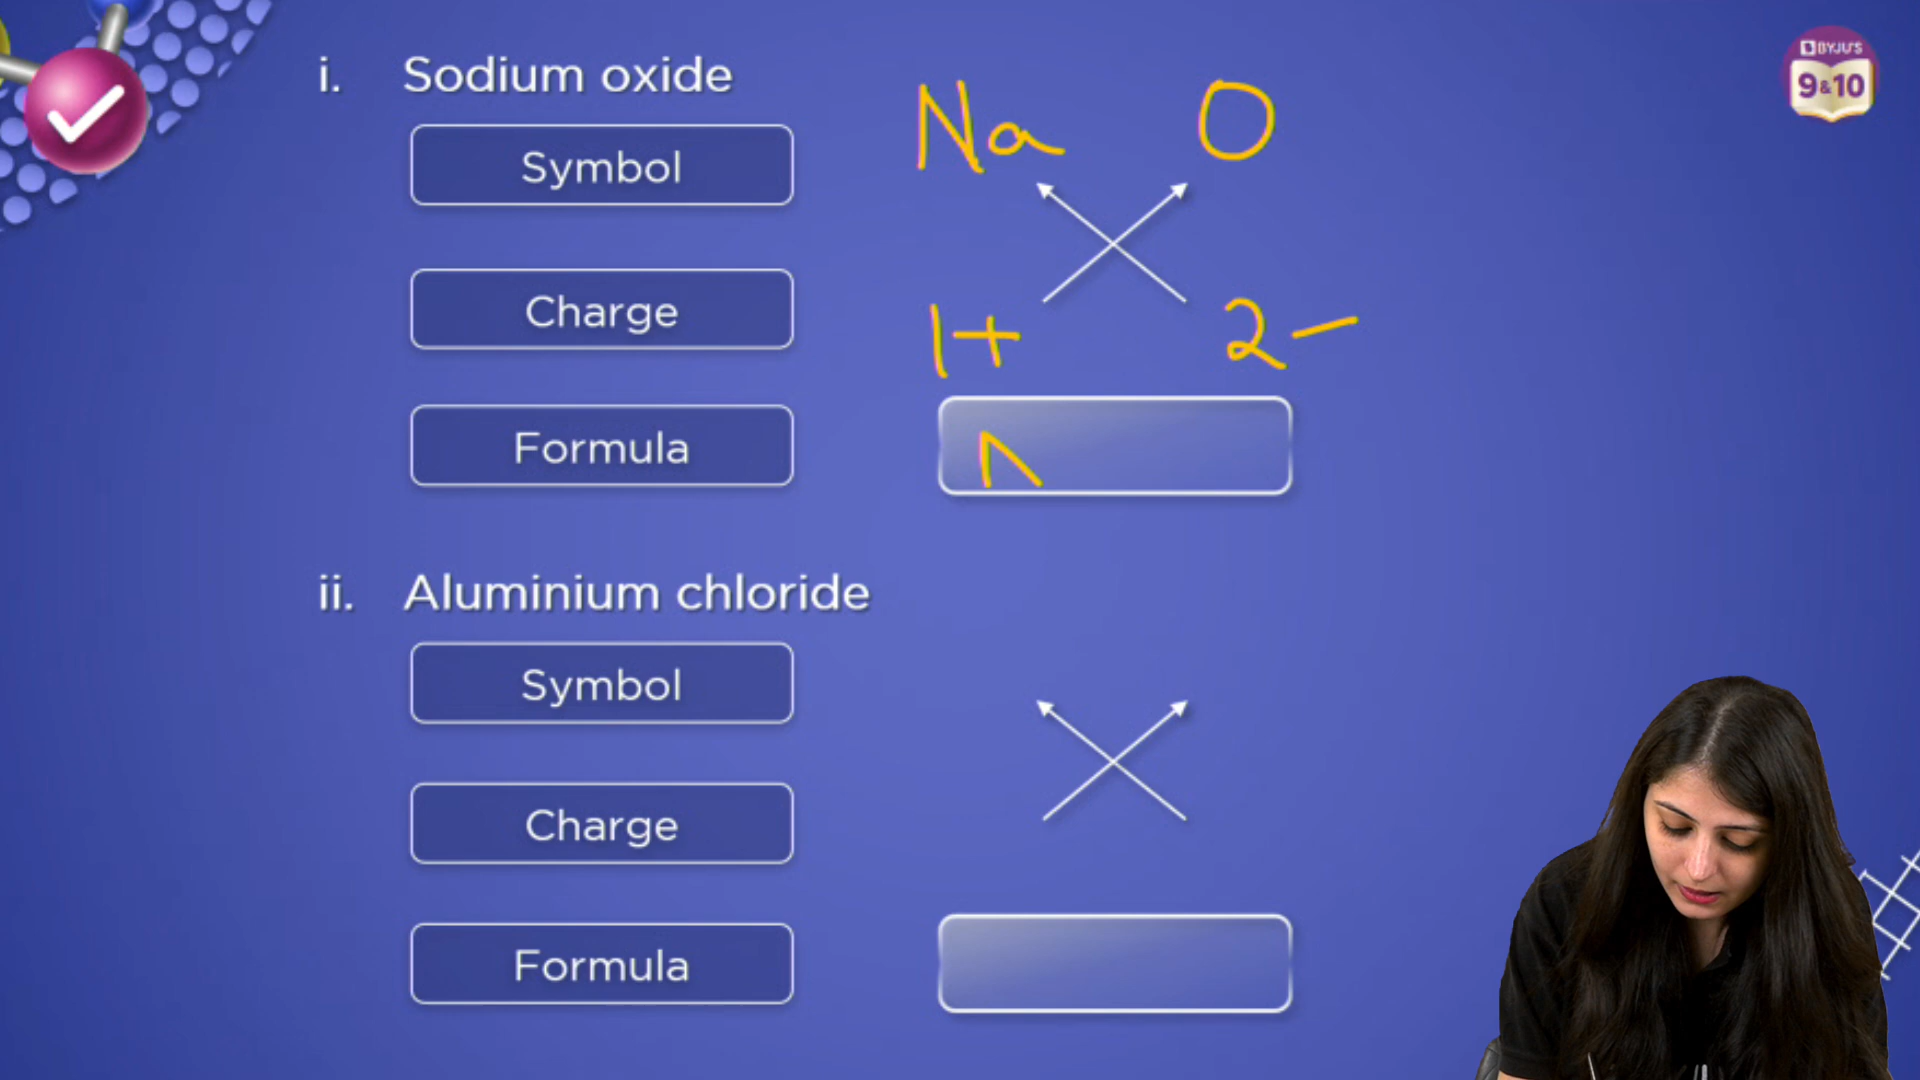 BYJU'S
9&10
i. Sodium oxide
Symbol Na O
Charge 1+ 2-
Formula
ii. Aluminium chloride
Symbol
Charge
Formula